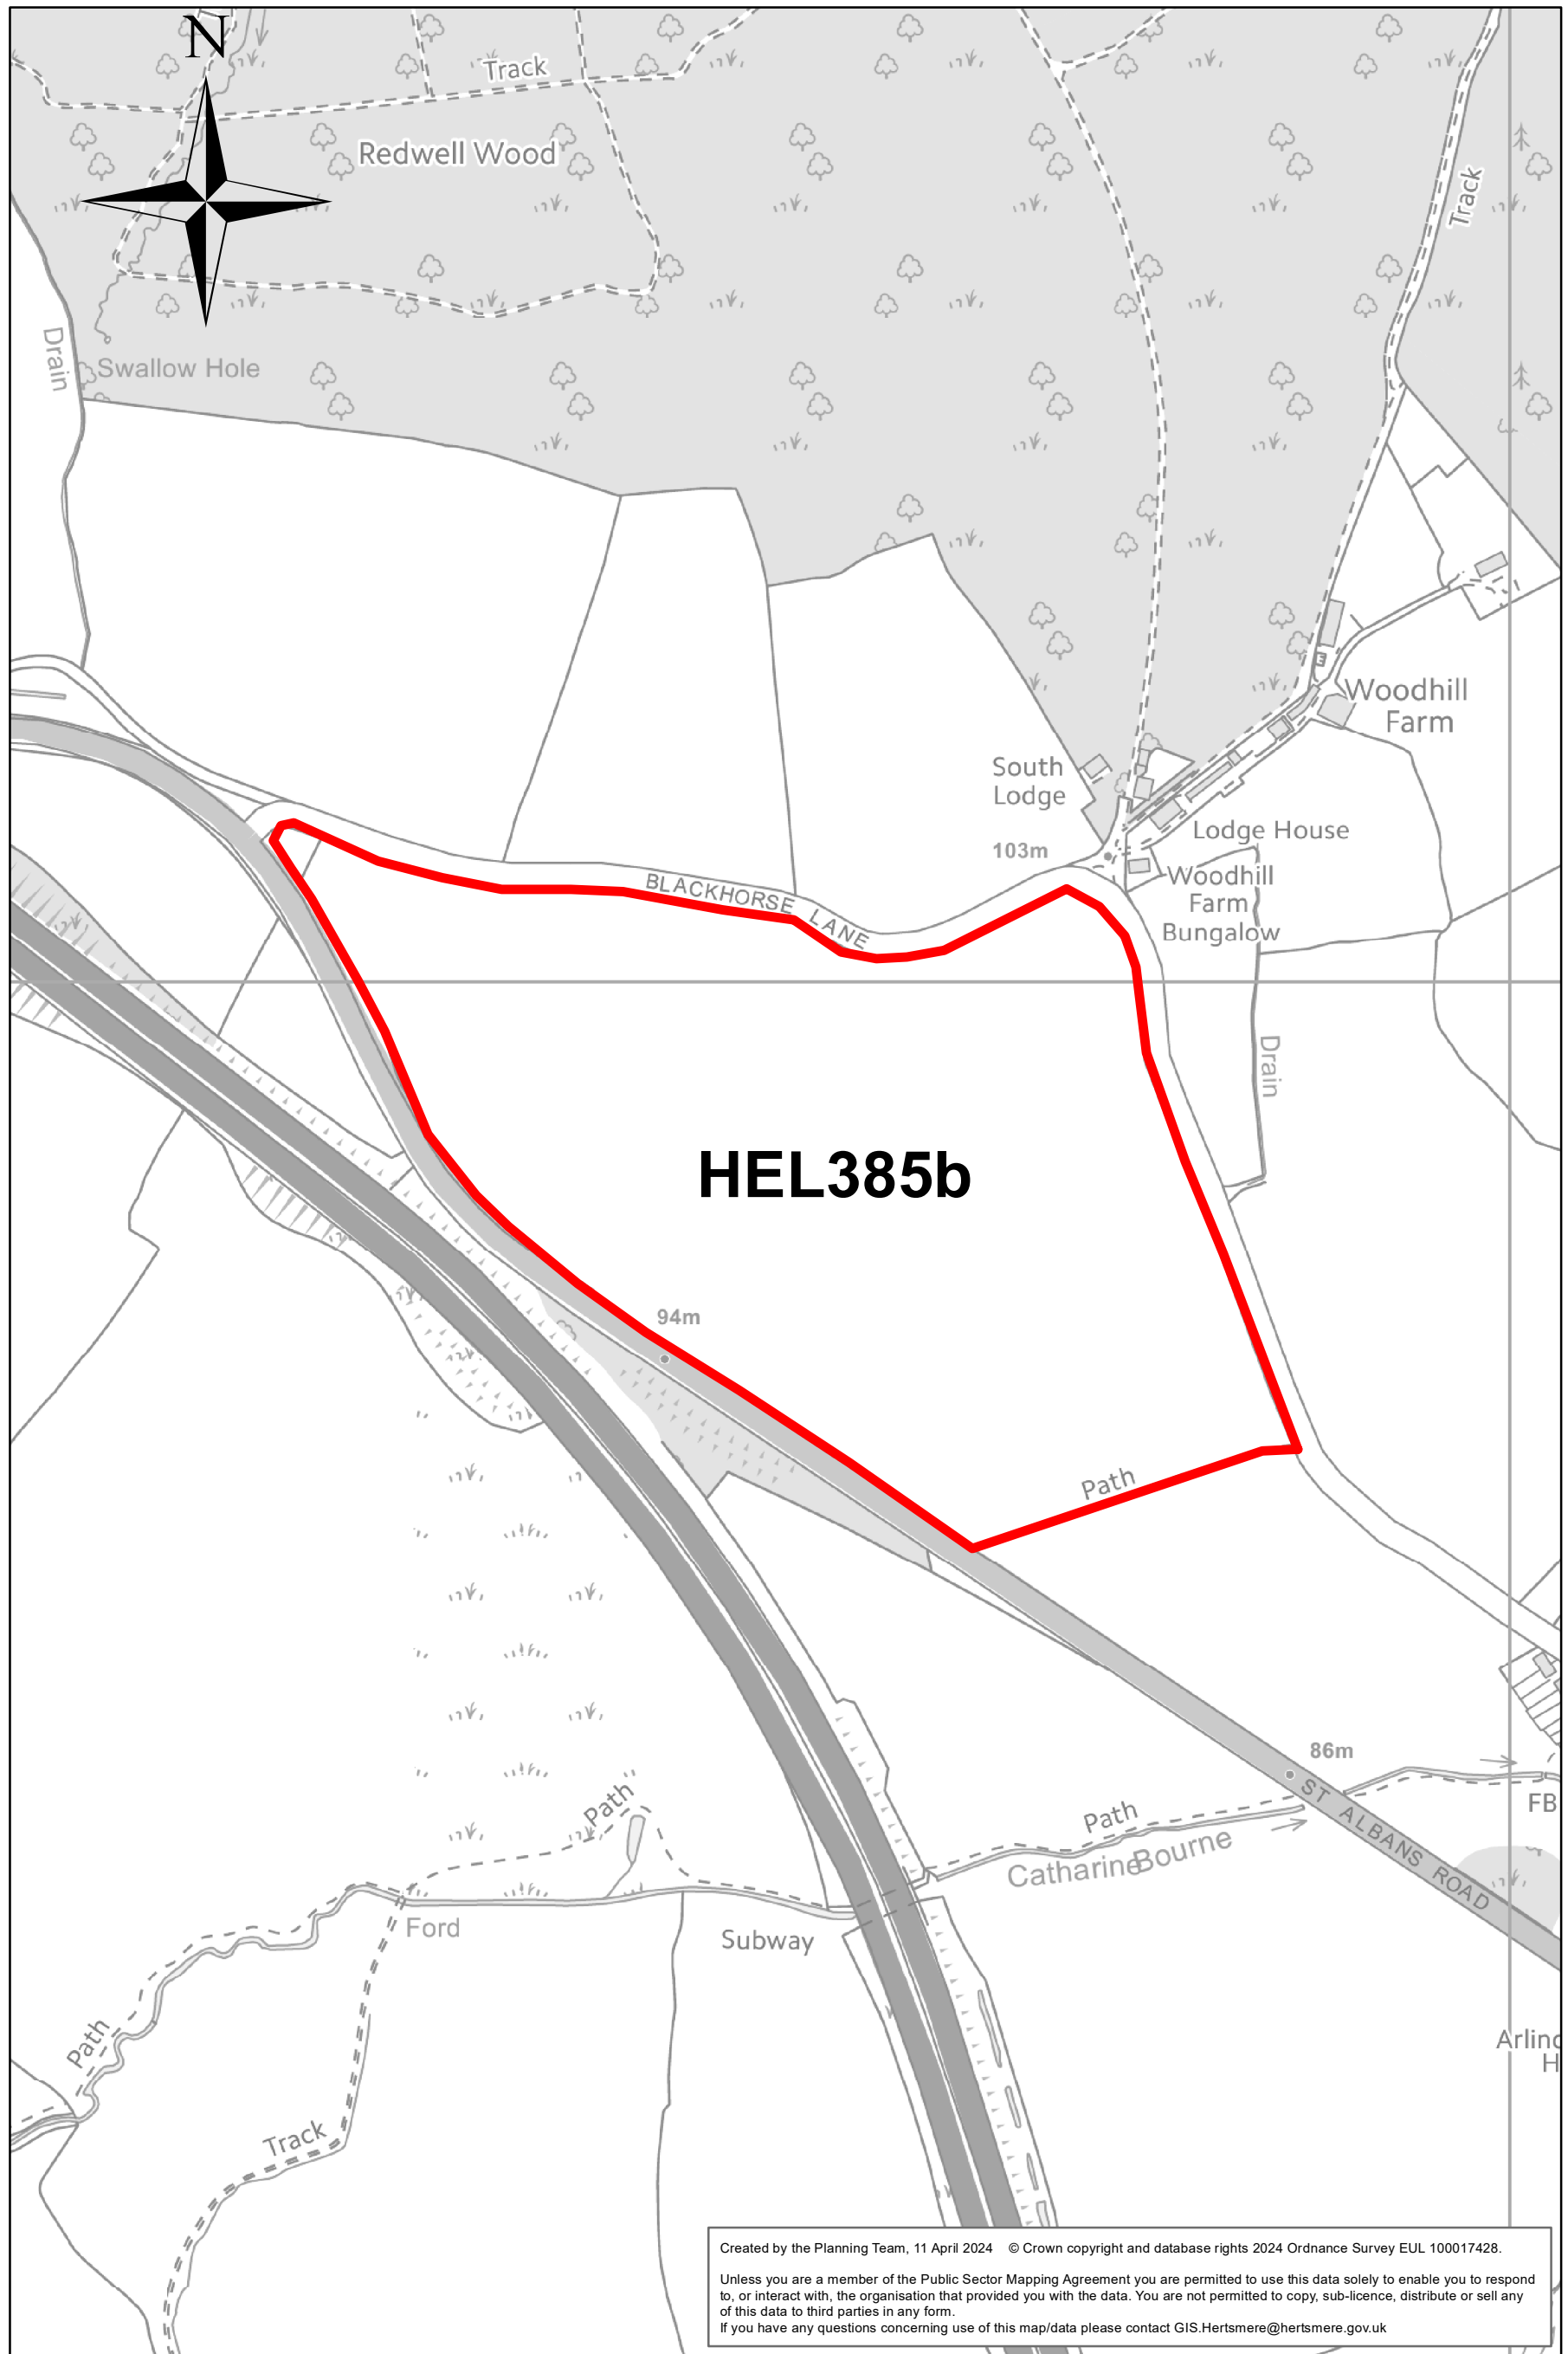 N
Track
Redwell Wood
Track
Drain
Swallow Hole
Woodhill
Farm
South
Lodge
Lodge House
103m
Woodhill
Farm
Bungalow
BLACKHORSE LANE
Drain
HEL385b
94m
Path
86m
ST ALBANS ROAD
FB
Path
Path
Catharine Bourne
Ford
Subway
Path
Arling
H
Track
Created by the Planning Team, 11 April 2024 © Crown copyright and database rights 2024 Ordnance Survey EUL 100017428.
Unless you are a member of the Public Sector Mapping Agreement you are permitted to use this data solely to enable you to respond
to, or interact with, the organisation that provided you with the data. You are not permitted to copy, sub-licence, distribute or sell any
of this data to third parties in any form.
If you have any questions concerning use of this map/data please contact GIS.Hertsmere@hertsmere.gov.uk